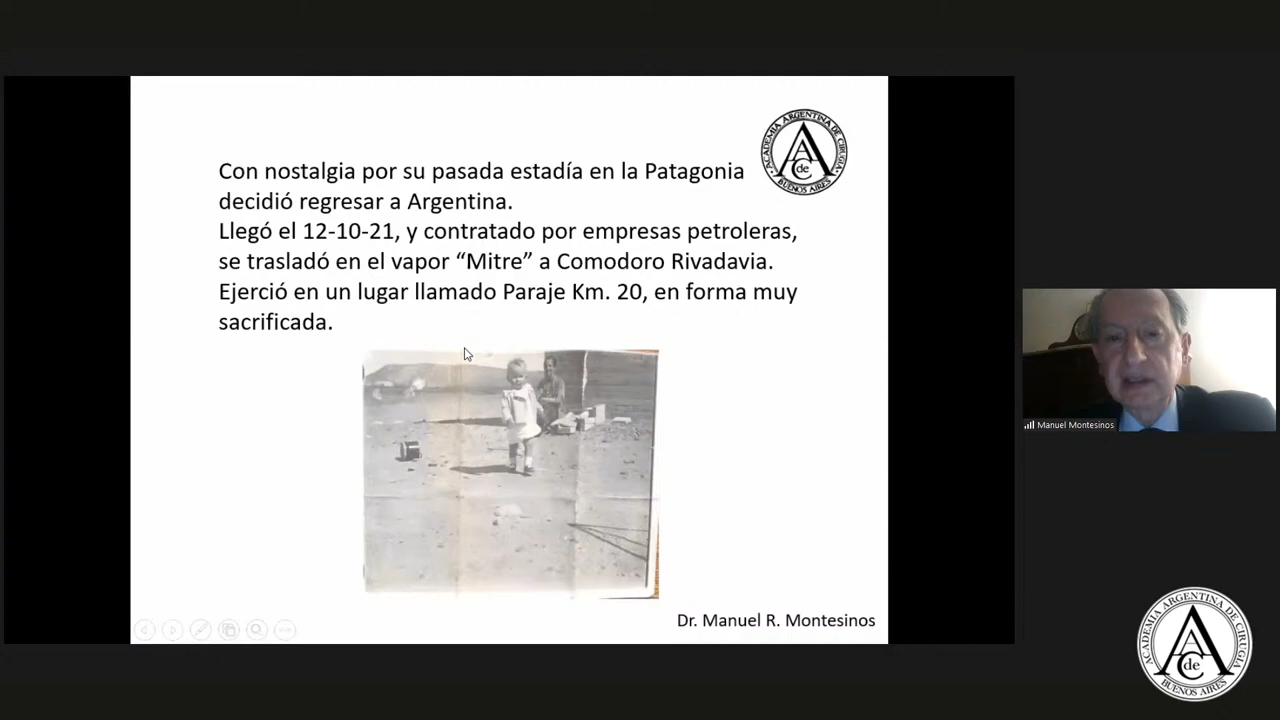 Con nostalgia por su pasada estadía en la Patagonia
decidió regresar a Argentina.
Llegó el 12-10-21, y contratado por empresas petroleras,
se trasladó en el vapor “Mitre” a Comodoro Rivadavia.
Ejerció en un lugar llamado Paraje Km. 20, en forma muy
sacrificada.
ACADEMIA ARGENTINA DE CIRUGIA
A de C
BUENOS AIRES
Manuel Montesinos
Dr. Manuel R. Montesinos
ACADEMIA ARGENTINA DE CIRUGIA
A de C
BUENOS AIRES